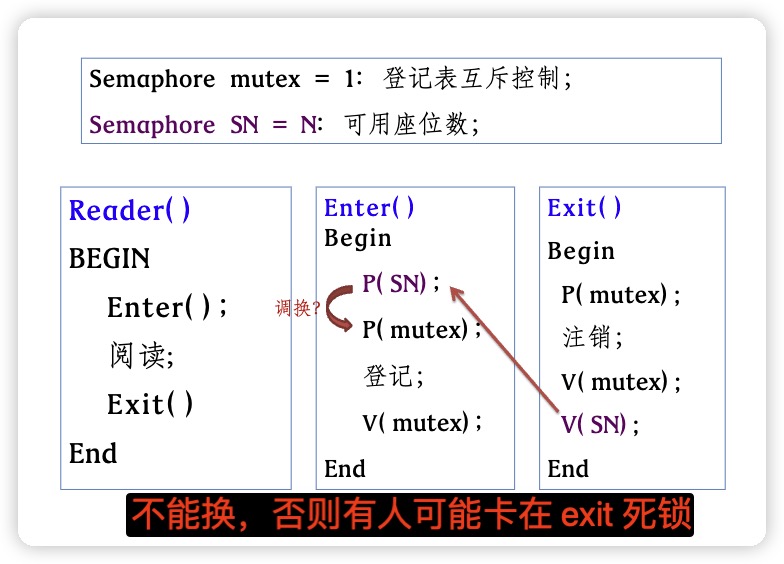 Semaphore mutex = 1: 登记表互斥控制;
Semaphore SN = N: 可用座位数;
Reader()
BEGIN
Enter();
阅读;
Exit()
End
Enter()
Begin
P(SN);
调换?
P(mutex);
登记;
V(mutex);
End
Exit()
Begin
P(mutex);
注销;
V(mutex);
V(SN);
End
不能换，否则有人可能卡在 exit 死锁